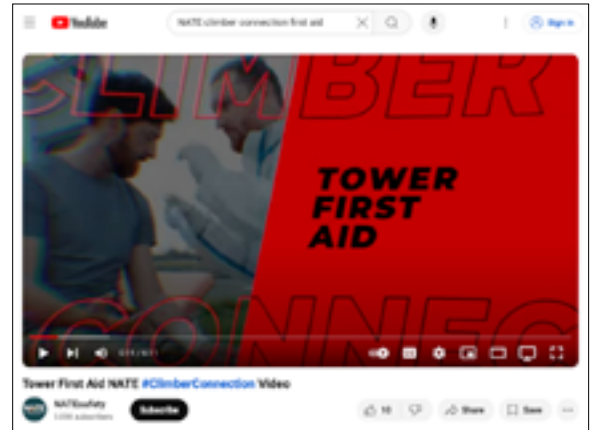 YouTube
NATE climber connection first aid
Sign in
CLIMBER
TOWER
FIRST
AID
CONNEC
Tower First Aid NATE #ClimberConnection Video
NATEsafety
Subscribe
10
Share
Save